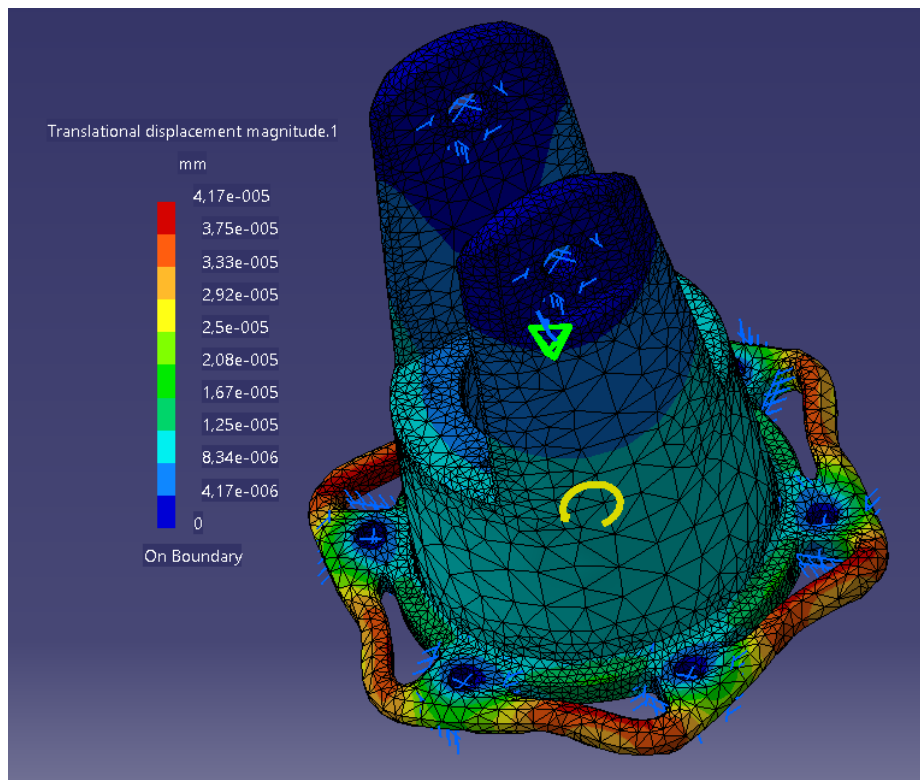 Translational displacement magnitude.1
mm
4,17e-005
3,75e-005
3,33e-005
2,92e-005
2,5e-005
2,08e-005
1,67e-005
1,25e-005
8,34e-006
4,17e-006
0
On Boundary